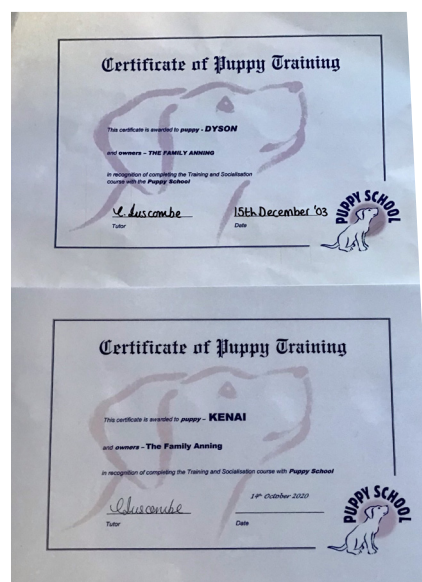 Certificate of Puppy Training
This certificate is awarded to puppy - DYSON
and owners – THE FAMILY ANNING
in recognition of completing the Training and Socialisation
course with the Puppy School
C. Luscombe 15th December '03
Tutor Date
PUPPY SCHOOL
Certificate of Puppy Training
This certificate is awarded to puppy – KENAI
and owners – The Family Anning
in recognition of completing the Training and Socialisation course with Puppy School
CLuscombe 14th October 2020
Tutor Date
PUPPY SCHOOL